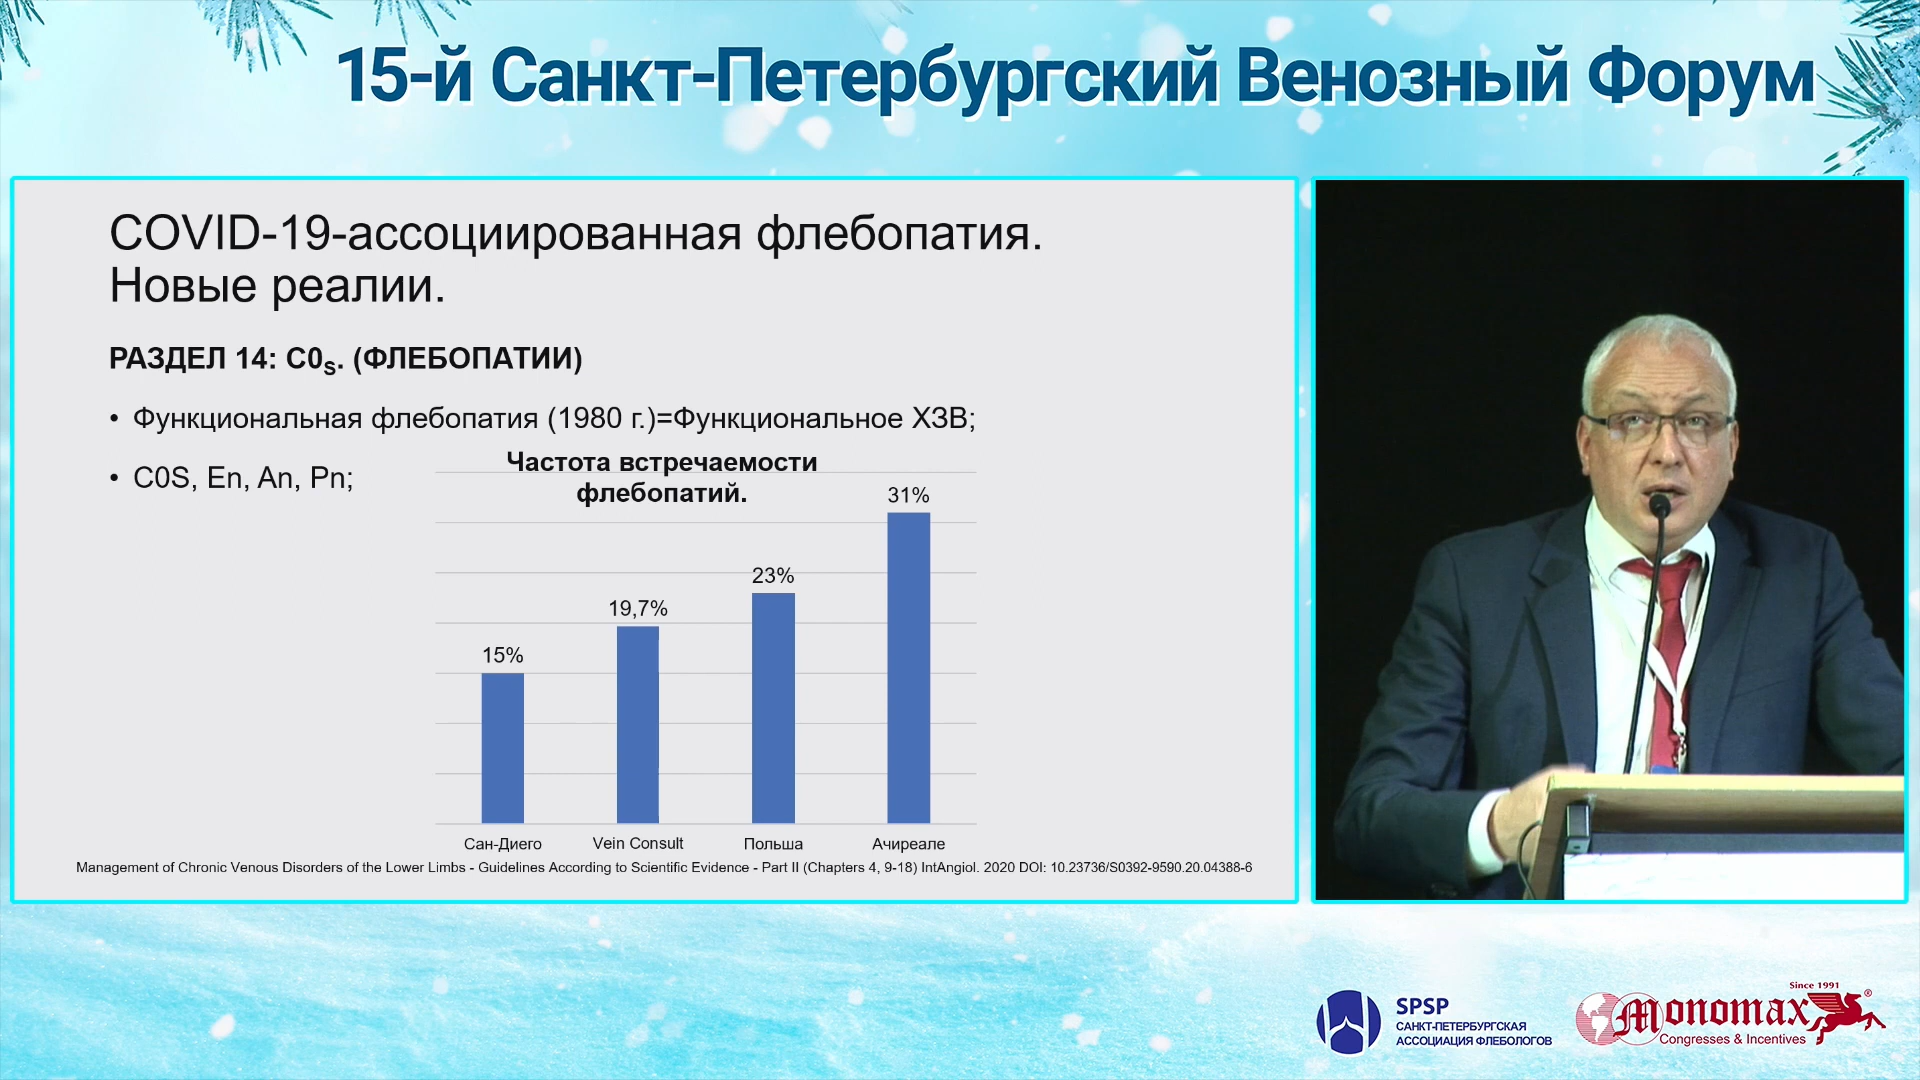 15-й Санкт-Петербургский Венозный Форум
COVID-19-ассоциированная флебопатия.
Новые реалии.
РАЗДЕЛ 14: C0S. (ФЛЕБОПАТИИ)
• Функциональная флебопатия (1980 г.)=Функциональное ХЗВ;
• C0S, En, An, Pn;
Частота встречаемости
флебопатий.
15%
19,7%
23%
31%
Сан-Диего
Vein Consult
Польша
Ачиреале
Management of Chronic Venous Disorders of the Lower Limbs - Guidelines According to Scientific Evidence - Part II (Chapters 4, 9-18) IntAngiol. 2020 DOI: 10.23736/S0392-9590.20.04388-6
SPSP
САНКТ-ПЕТЕРБУРГСКАЯ
АССОЦИАЦИЯ ФЛЕБОЛОГОВ
Since 1991
Monomax®
Congresses & Incentives